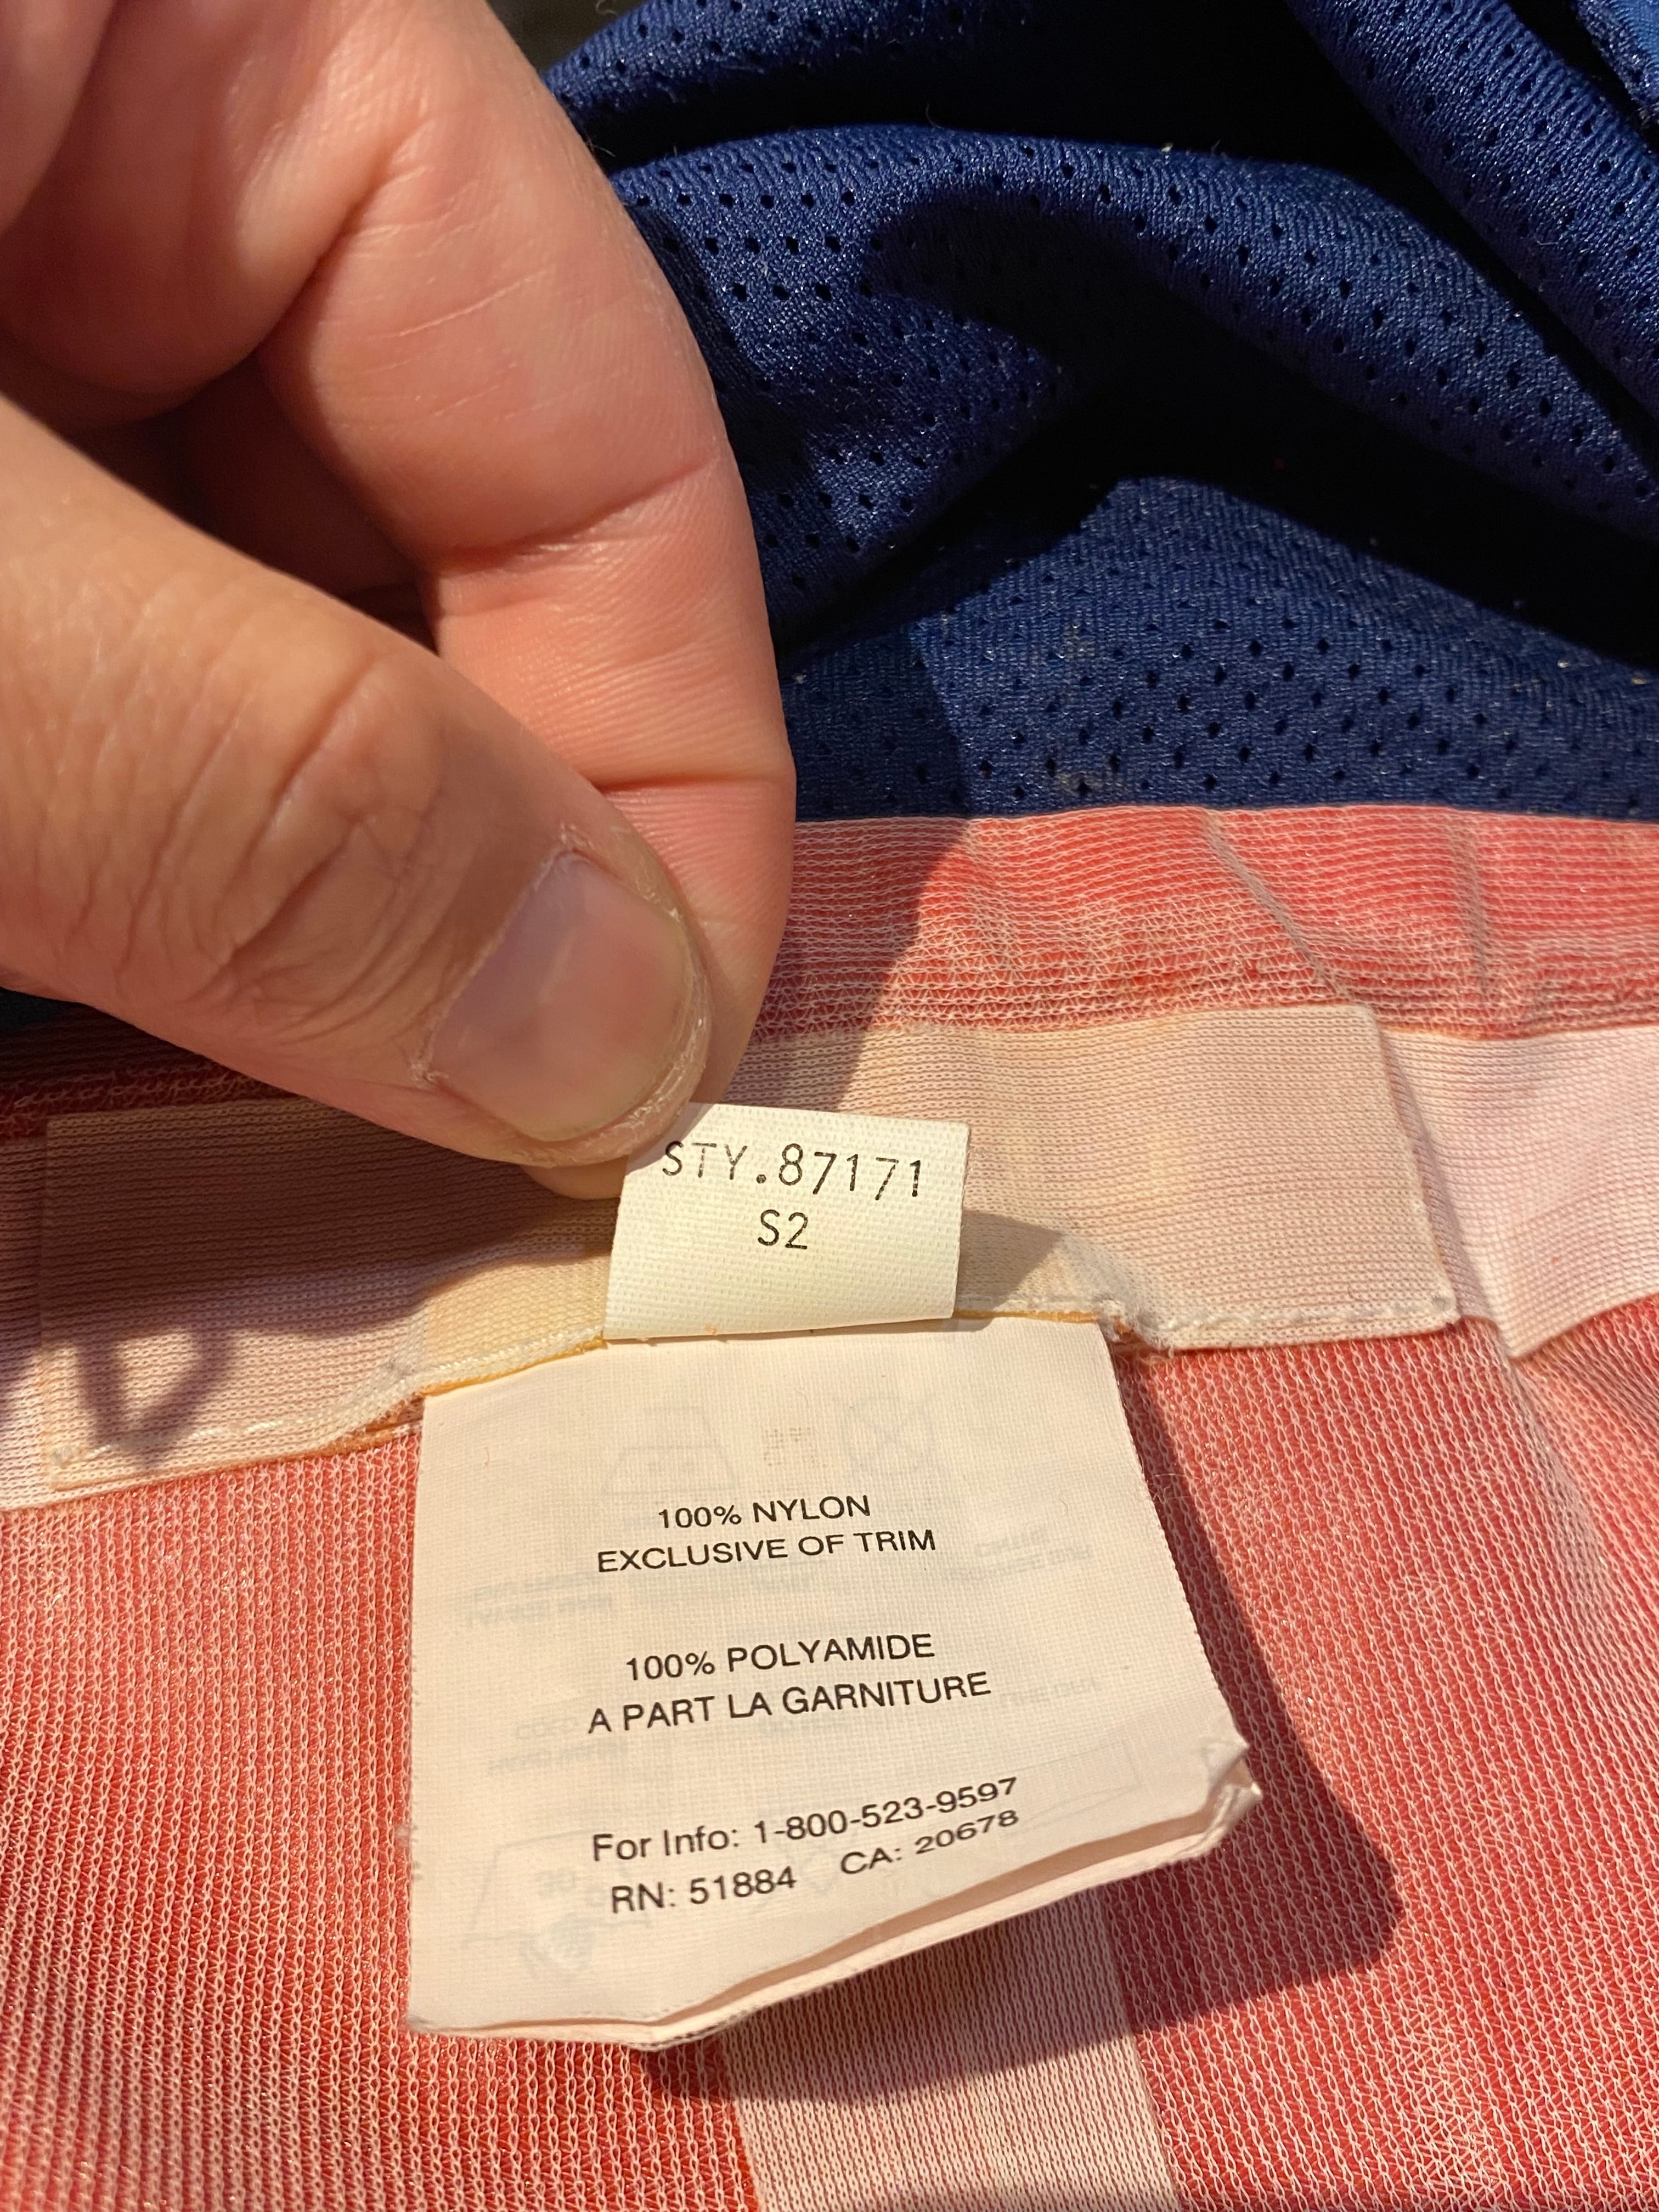 STY.87171
S2
100% NYLON
EXCLUSIVE OF TRIM
100% POLYAMIDE
A PART LA GARNITURE
For Info: 1-800-523-9597
RN: 51884 CA: 20678